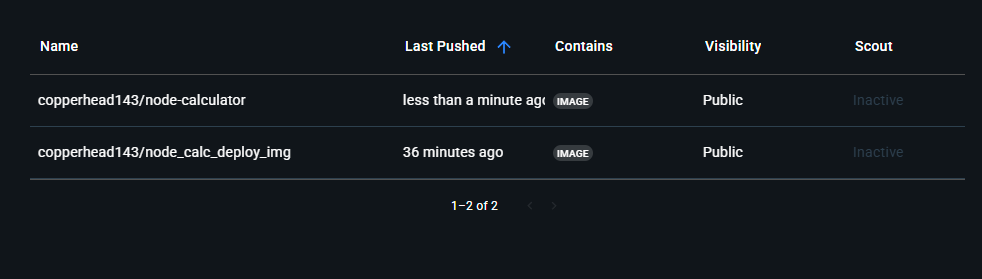 Name Last Pushed Contains Visibility Scout
copperhead143/node-calculator less than a minute ago IMAGE Public Inactive
copperhead143/node_calc_deploy_img 36 minutes ago IMAGE Public Inactive
1–2 of 2